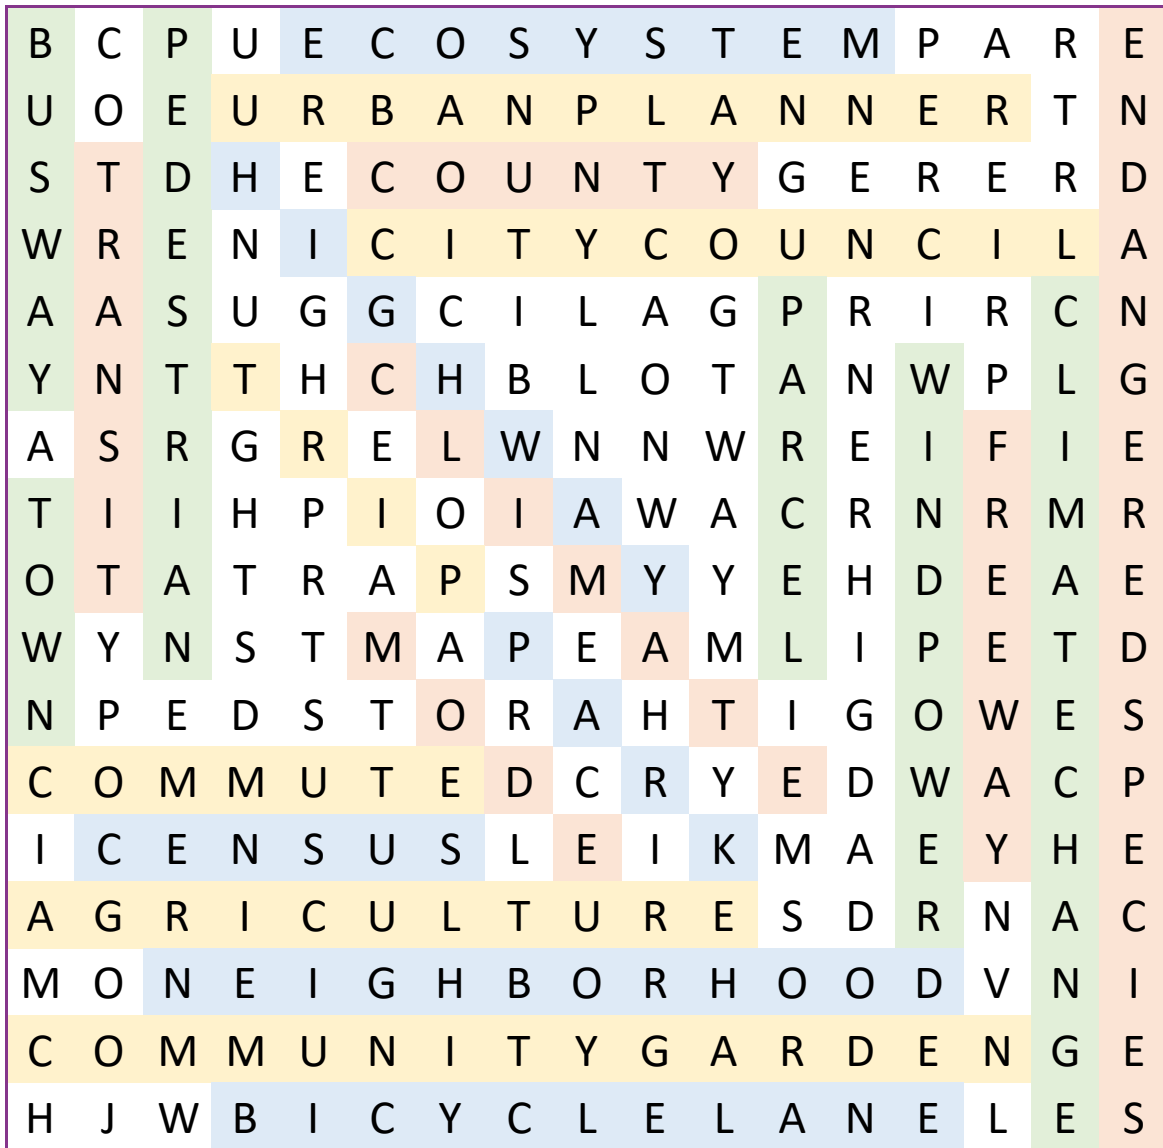 B C P U E C O S Y S T E M P A R E
U O E U R B A N P L A N N E R T N
S T D H E C O U N T Y G E R E R D
W R E N I C I T Y C O U N C I L A
A A S U G G C I L A G P R I R C N
Y N T T H C H B L O T A N W P L G
A S R G R E L W N N W R E I F I E
T I I H P I O I A W A C R N R M R
O T A T R A P S M Y Y E H D E A E
W Y N S T M A P E A M L I P E T D
N P E D S T O R A H T I G O W E S
C O M M U T E D C R Y E D W A C P
I C E N S U S L E I K M A E Y H E
A G R I C U L T U R E S D R N A C
M O N E I G H B O R H O O D V N I
C O M M U N I T Y G A R D E N G E
H J W B I C Y C L E L A N E L E S